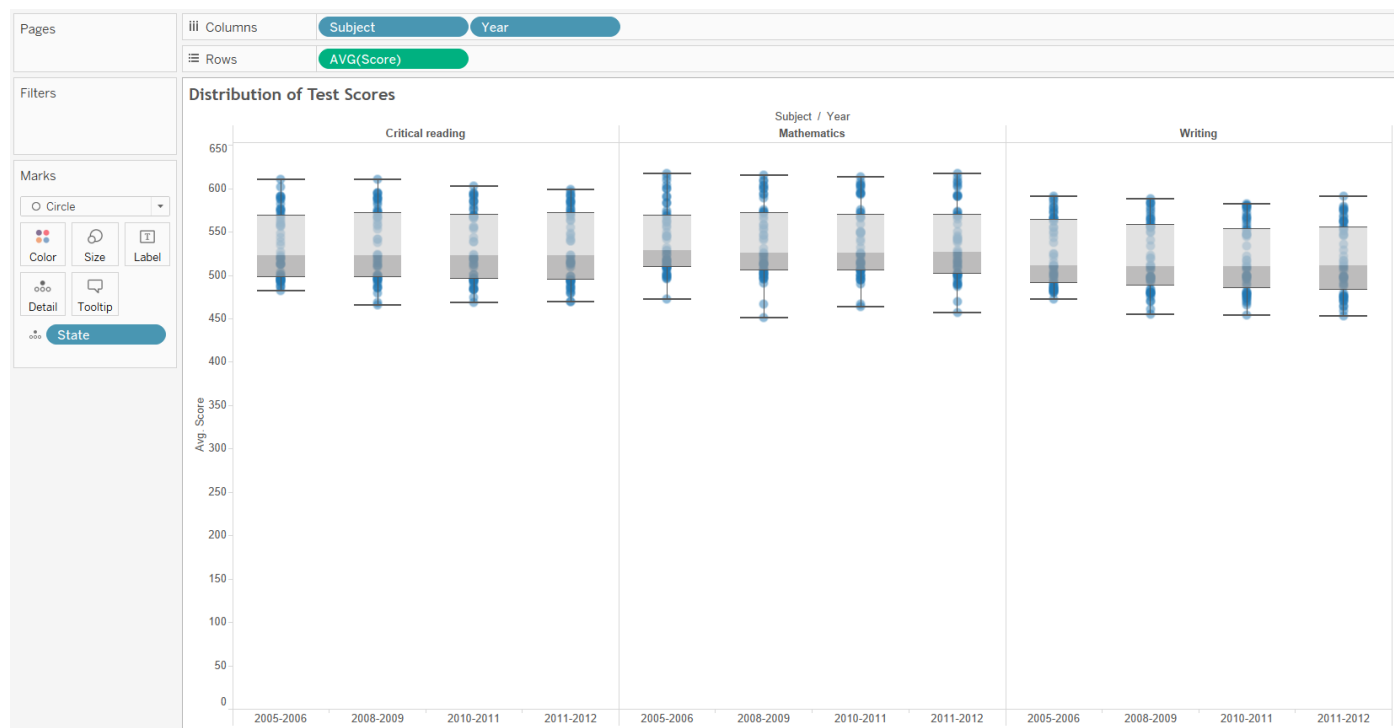 Pages
iii Columns Subject Year
Rows AVG(Score)
Filters
Distribution of Test Scores
Subject / Year
Critical reading Mathematics Writing
Marks
Circle
Color Size Label
Detail Tooltip
State
Avg. Score
650
600
550
500
450
400
350
300
250
200
150
100
50
0
2005-2006 2008-2009 2010-2011 2011-2012 2005-2006 2008-2009 2010-2011 2011-2012 2005-2006 2008-2009 2010-2011 2011-2012